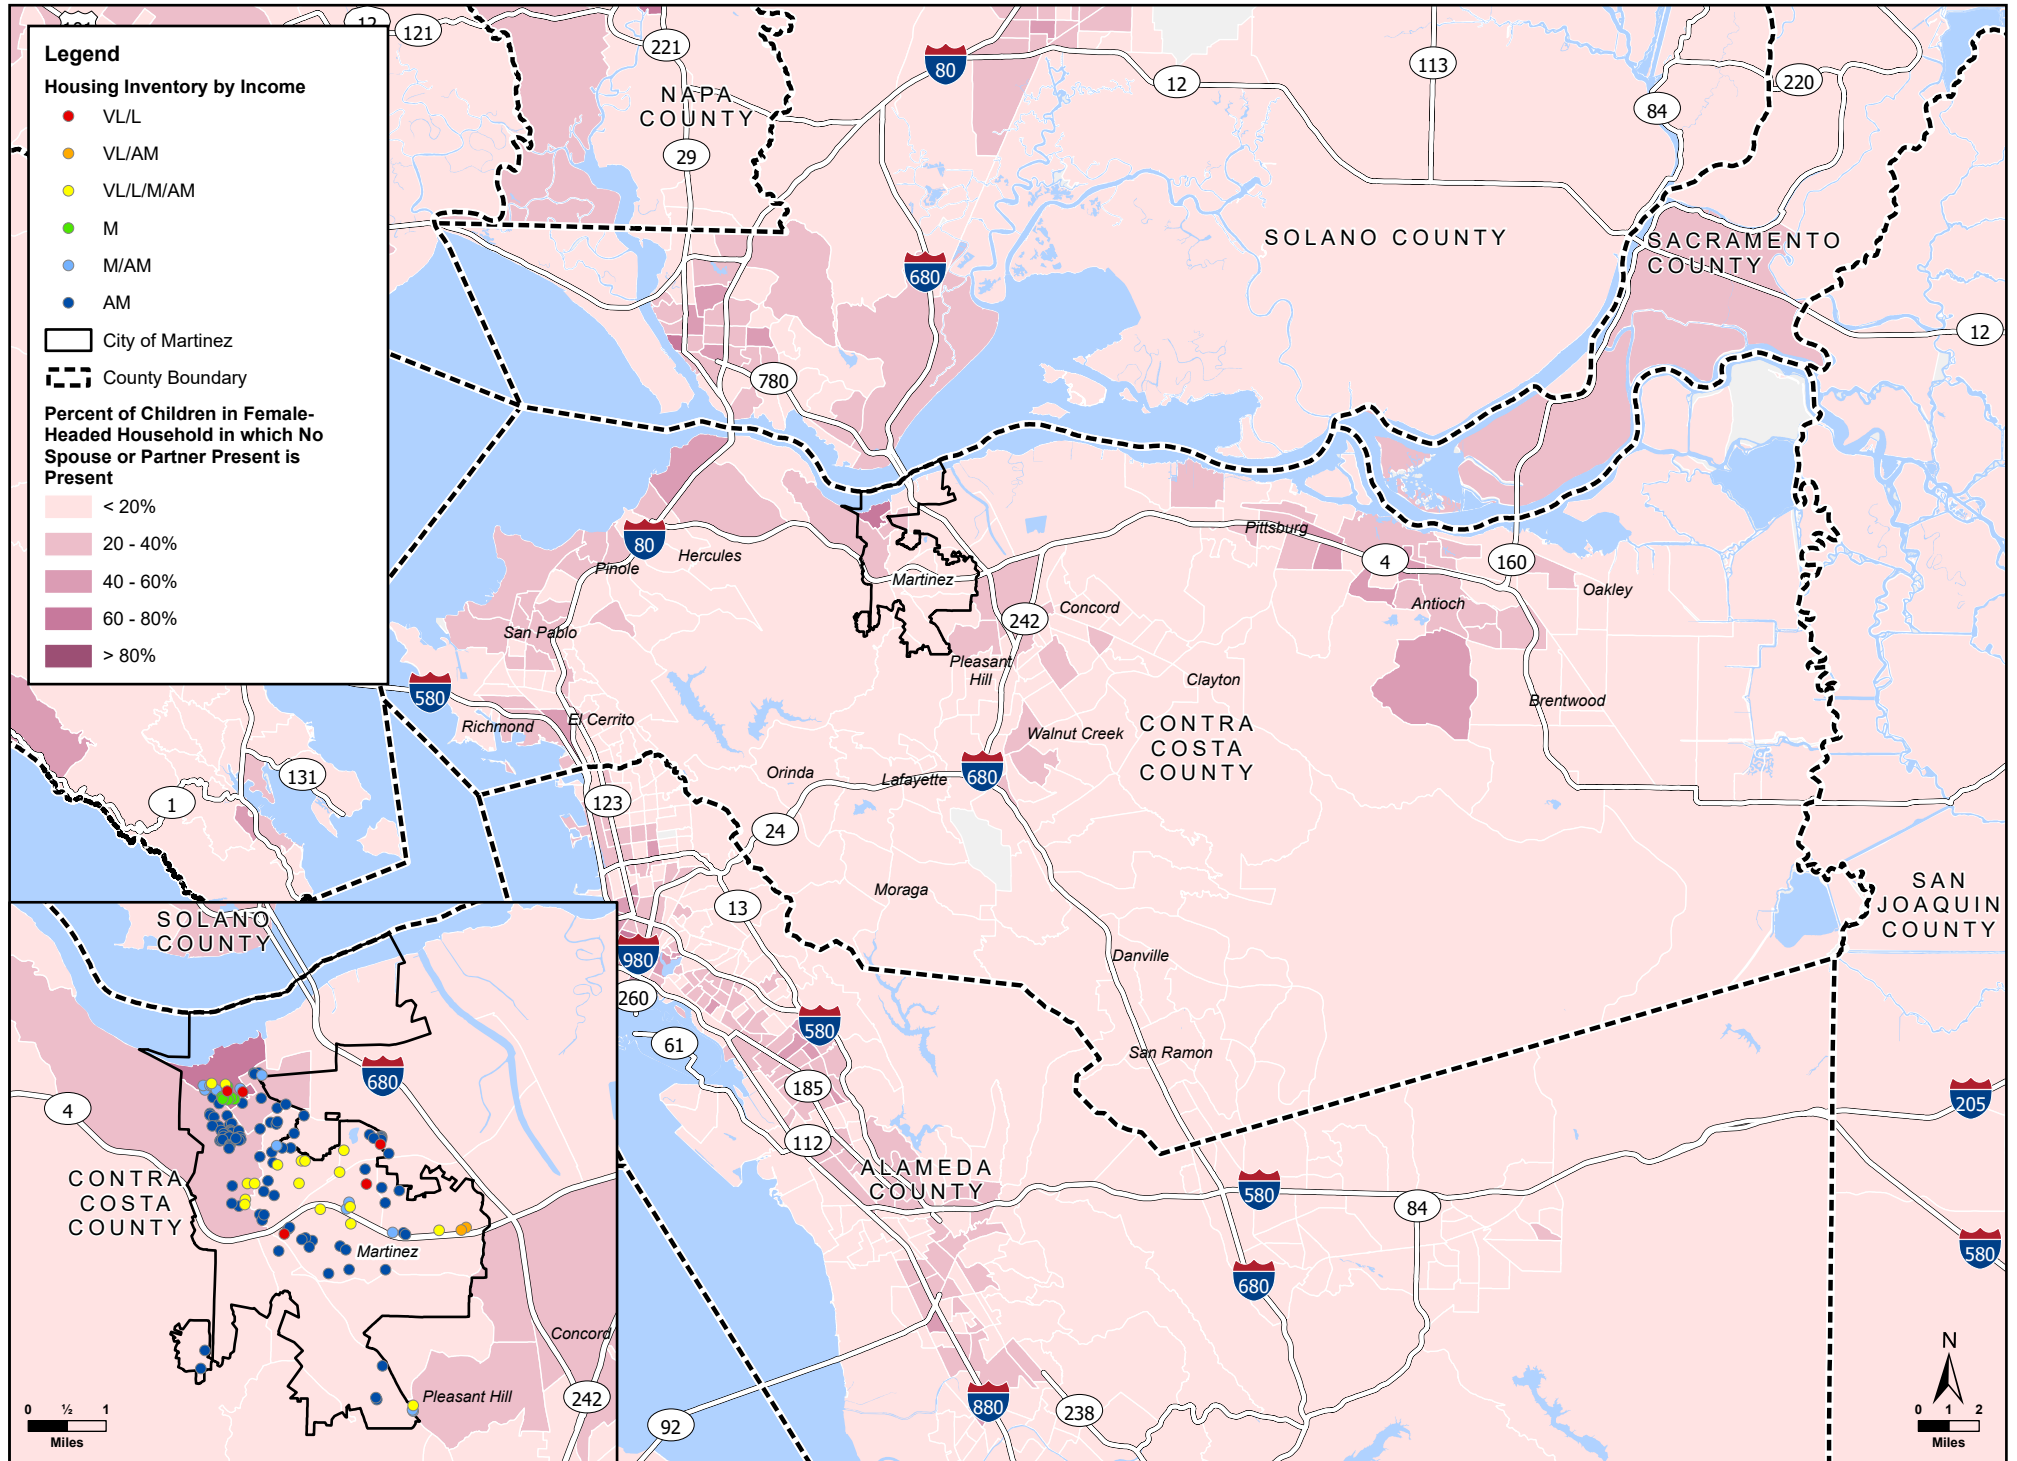 Legend
Housing Inventory by Income
VL/L
VL/AM
VL/L/M/AM
M
M/AM
AM
City of Martinez
County Boundary
Percent of Children in Female-
Headed Household in which No
Spouse or Partner Present is
Present
< 20%
20 - 40%
40 - 60%
60 - 80%
> 80%
12
121
221
80
12
113
84
220
NAPA
COUNTY
29
SOLANO COUNTY
SACRAMENTO
COUNTY
680
12
780
80
Hercules
Pinole
Martinez
Pittsburg
4
160
Antioch
Oakley
San Pablo
242
Concord
Pleasant
Hill
Clayton
Brentwood
580
Richmond
El Cerrito
Walnut Creek
CONTRA
COSTA
COUNTY
131
1
123
Orinda
Lafayette
680
24
Moraga
13
SAN
JOAQUIN
COUNTY
980
Danville
260
61
580
San Ramon
185
205
112
ALAMEDA
COUNTY
580
84
580
680
880
238
92
SOLANO
COUNTY
680
4
CONTRA
COSTA
COUNTY
Martinez
Concord
Pleasant Hill
242
0 ½ 1
Miles
N
0 1 2
Miles